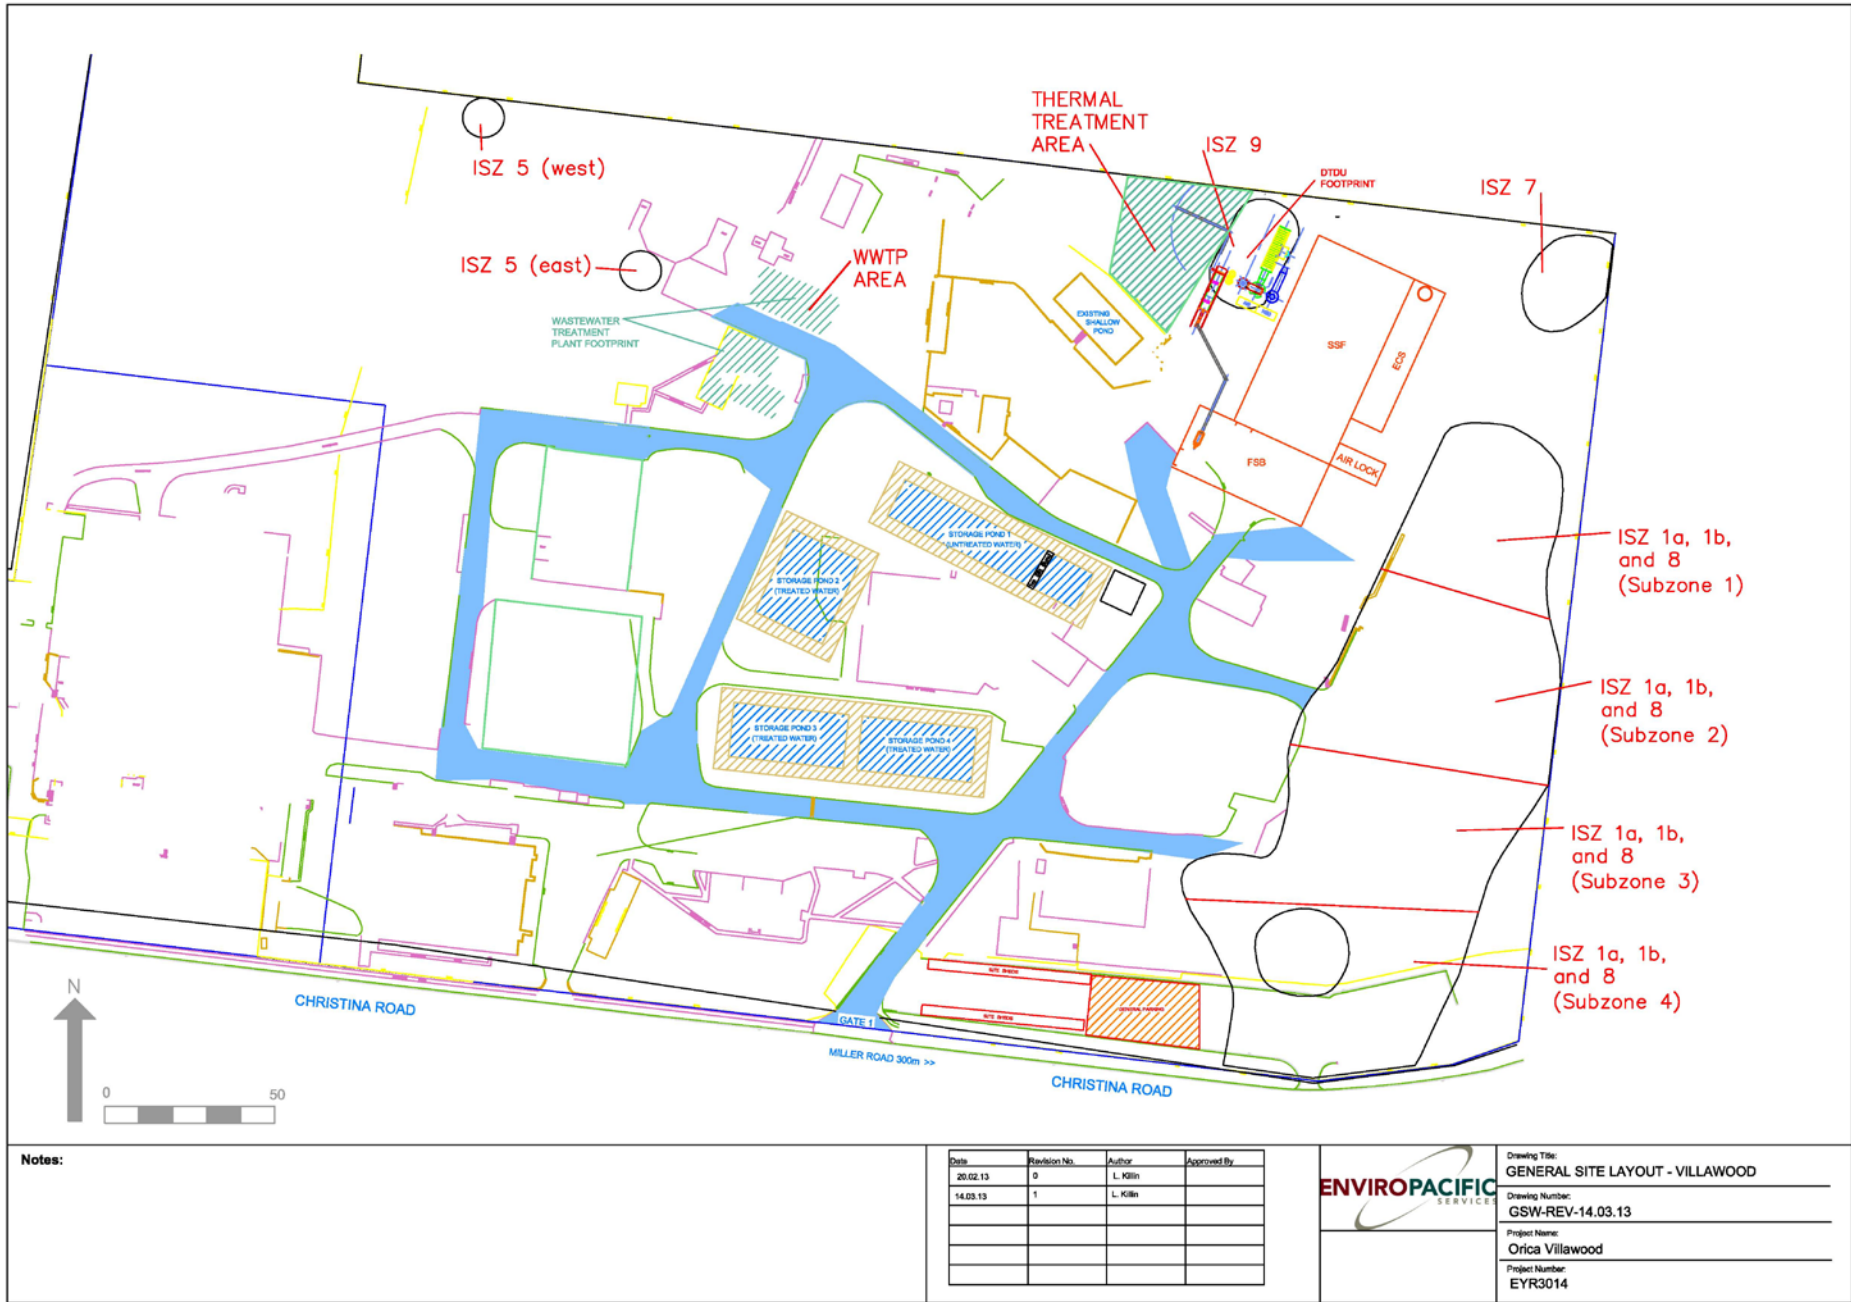 THERMAL
TREATMENT
AREA
ISZ 9
DTDU
FOOTPRINT
ISZ 7
ISZ 5 (west)
ISZ 5 (east)
WWTP
AREA
WASTEWATER
TREATMENT
PLANT FOOTPRINT
EXISTING
SHALLOW
POND
SSF
ECS
FSB
AIR LOCK
STORAGE POND 1
(UNTREATED WATER)
STORAGE POND 2
(TREATED WATER)
STORAGE POND 3
(TREATED WATER)
STORAGE POND 4
(TREATED WATER)
ISZ 1a, 1b,
and 8
(Subzone 1)
ISZ 1a, 1b,
and 8
(Subzone 2)
ISZ 1a, 1b,
and 8
(Subzone 3)
ISZ 1a, 1b,
and 8
(Subzone 4)
SITE SHEDS
SITE SHEDS
GENERAL PARKING
GATE 1
MILLER ROAD 300m >>
CHRISTINA ROAD
CHRISTINA ROAD
N
0 50
Notes:
Date Revision No. Author Approved By
20.02.13 0 L. Killin
14.03.13 1 L. Killin
ENVIROPACIFIC
SERVICES
Drawing Title:
GENERAL SITE LAYOUT - VILLAWOOD
Drawing Number:
GSW-REV-14.03.13
Project Name:
Orica Villawood
Project Number:
EYR3014